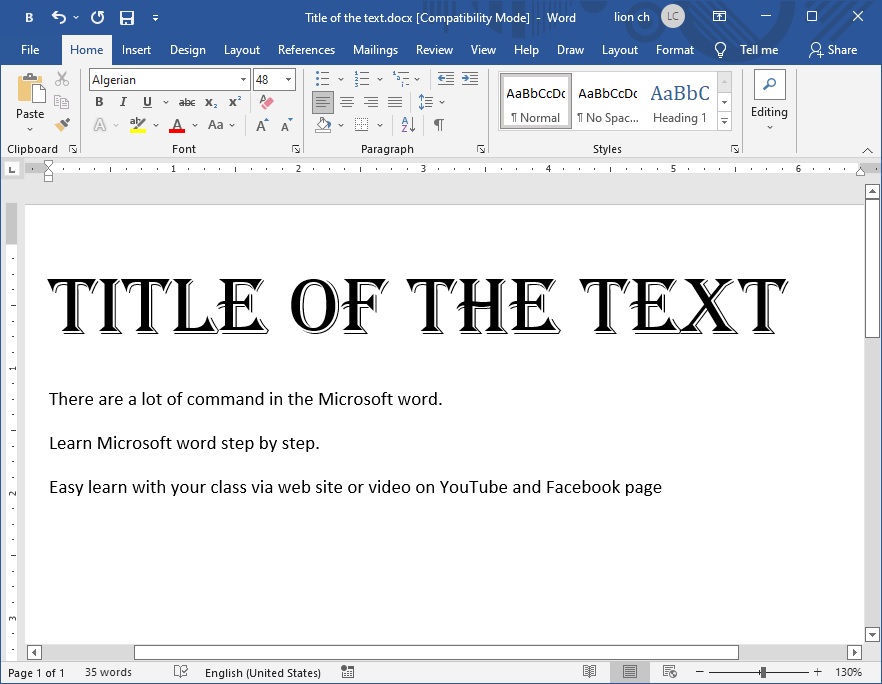 B Title of the text.docx [Compatibility Mode] - Word lion ch LC
File Home Insert Design Layout References Mailings Review View Help Draw Layout Format Tell me Share
Algerian 48 AaBbCcDc AaBbCcDc AaBbC
B I U abc x₂ x² ¶ Normal ¶ No Spac... Heading 1
Paste A ab A Aa A A A Z ¶ Editing
Clipboard Font Paragraph Styles
L 1 2 3 4 5 6
TITLE OF THE TEXT
There are a lot of command in the Microsoft word.
1
Learn Microsoft word step by step.
Easy learn with your class via web site or video on YouTube and Facebook page
2
3
Page 1 of 1 35 words English (United States) 130%